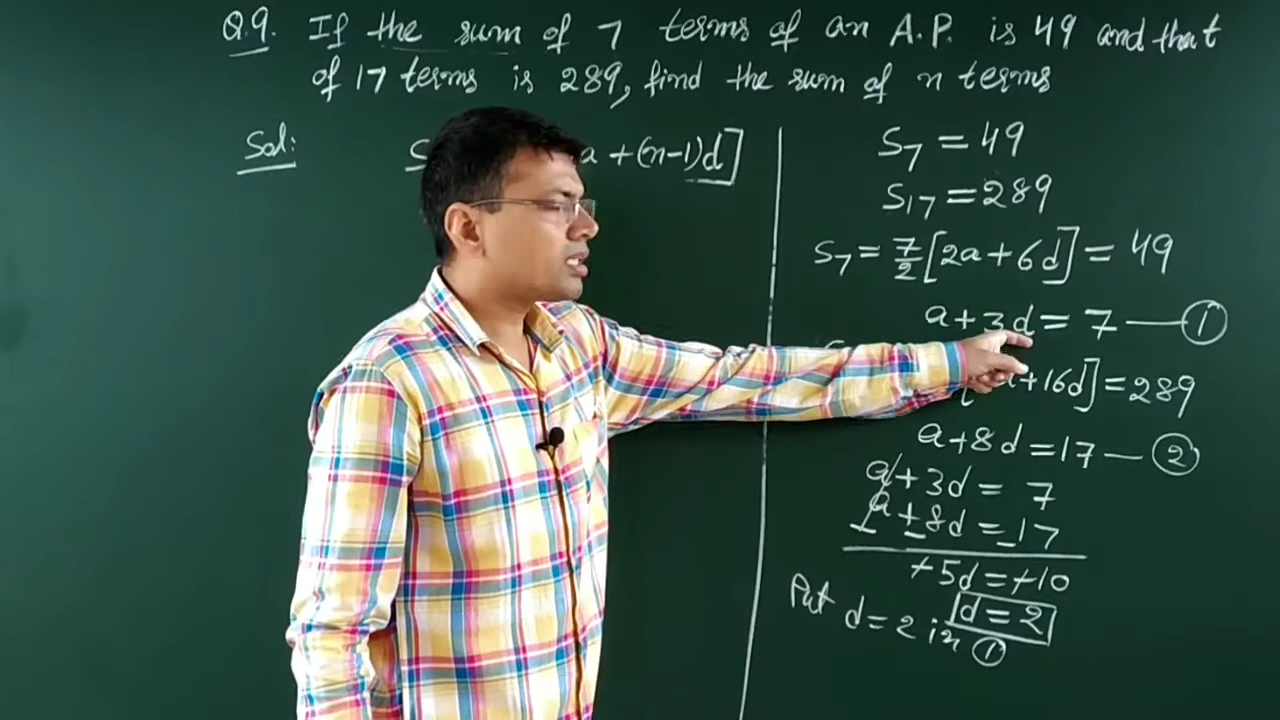 Q.9. If the sum of 7 terms of an A.P. is 49 and that
of 17 terms is 289, find the sum of n terms
Sol:
S a +(n-1)d]
S7 = 49
S17 = 289
S7 = 7/2 [2a+6d] = 49
a+3d = 7 — ①
+16d] = 289
a+8d = 17 — ②
a+3d = 7
a+8d = 17
- - -
-5d = -10
d = 2
Put d = 2 in ①